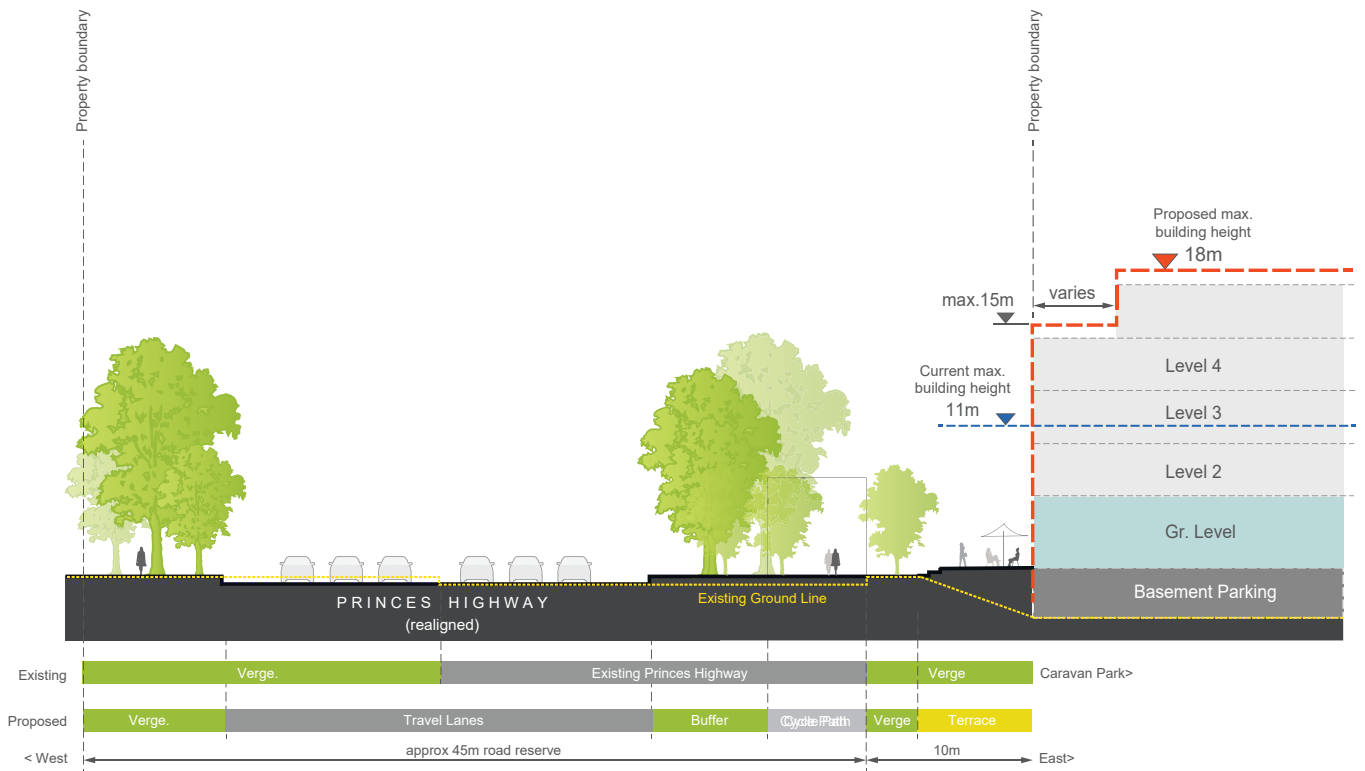 Property boundary
Property boundary
Proposed max.
building height
18m
max.15m
varies
Current max.
building height
11m
Level 4
Level 3
Level 2
Gr. Level
Basement Parking
PRINCES HIGHWAY
(realigned)
Existing Ground Line
Existing
Verge.
Existing Princes Highway
Verge
Caravan Park>
Proposed
Verge.
Travel Lanes
Buffer
Cycle Path
Verge
Terrace
< West
approx 45m road reserve
10m
East>